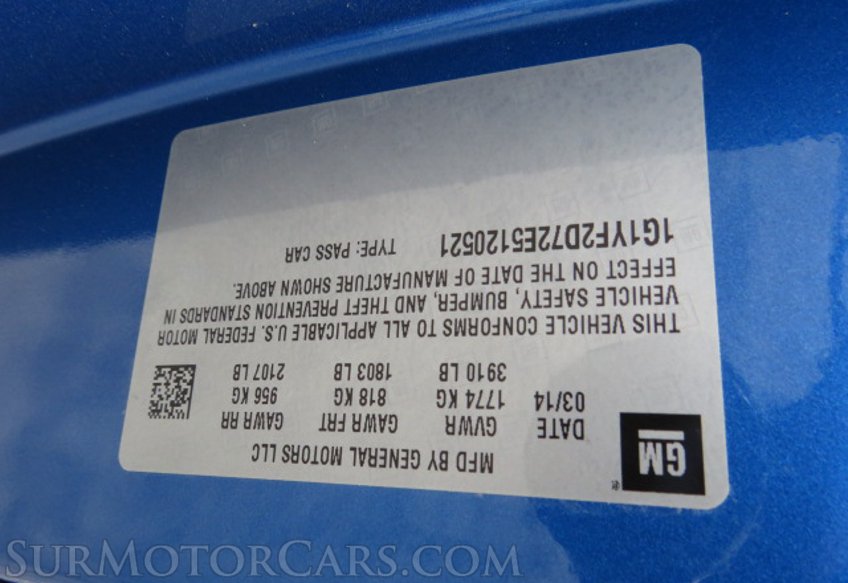 GM
MFD BY GENERAL MOTORS LLC
DATE GVWR GAWR FRT GAWR RR
03/14 1774 KG 818 KG 956 KG
3910 LB 1803 LB 2107 LB
THIS VEHICLE CONFORMS TO ALL APPLICABLE U.S. FEDERAL MOTOR
VEHICLE SAFETY, BUMPER, AND THEFT PREVENTION STANDARDS IN
EFFECT ON THE DATE OF MANUFACTURE SHOWN ABOVE.
1G1YF2D72E5120521 TYPE: PASS CAR
SURMOTORCARS.COM